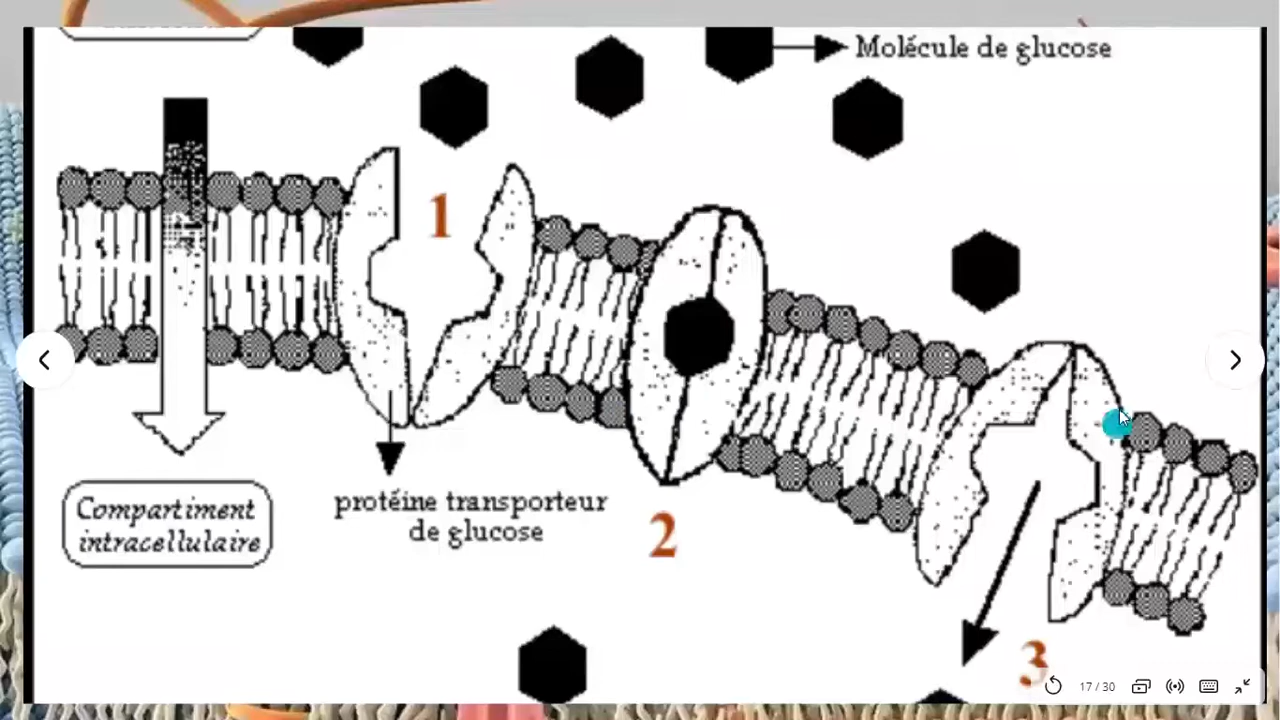 Molécule de glucose
1
protéine transporteur
de glucose
2
Compartiment
intracellulaire
3
17 / 30